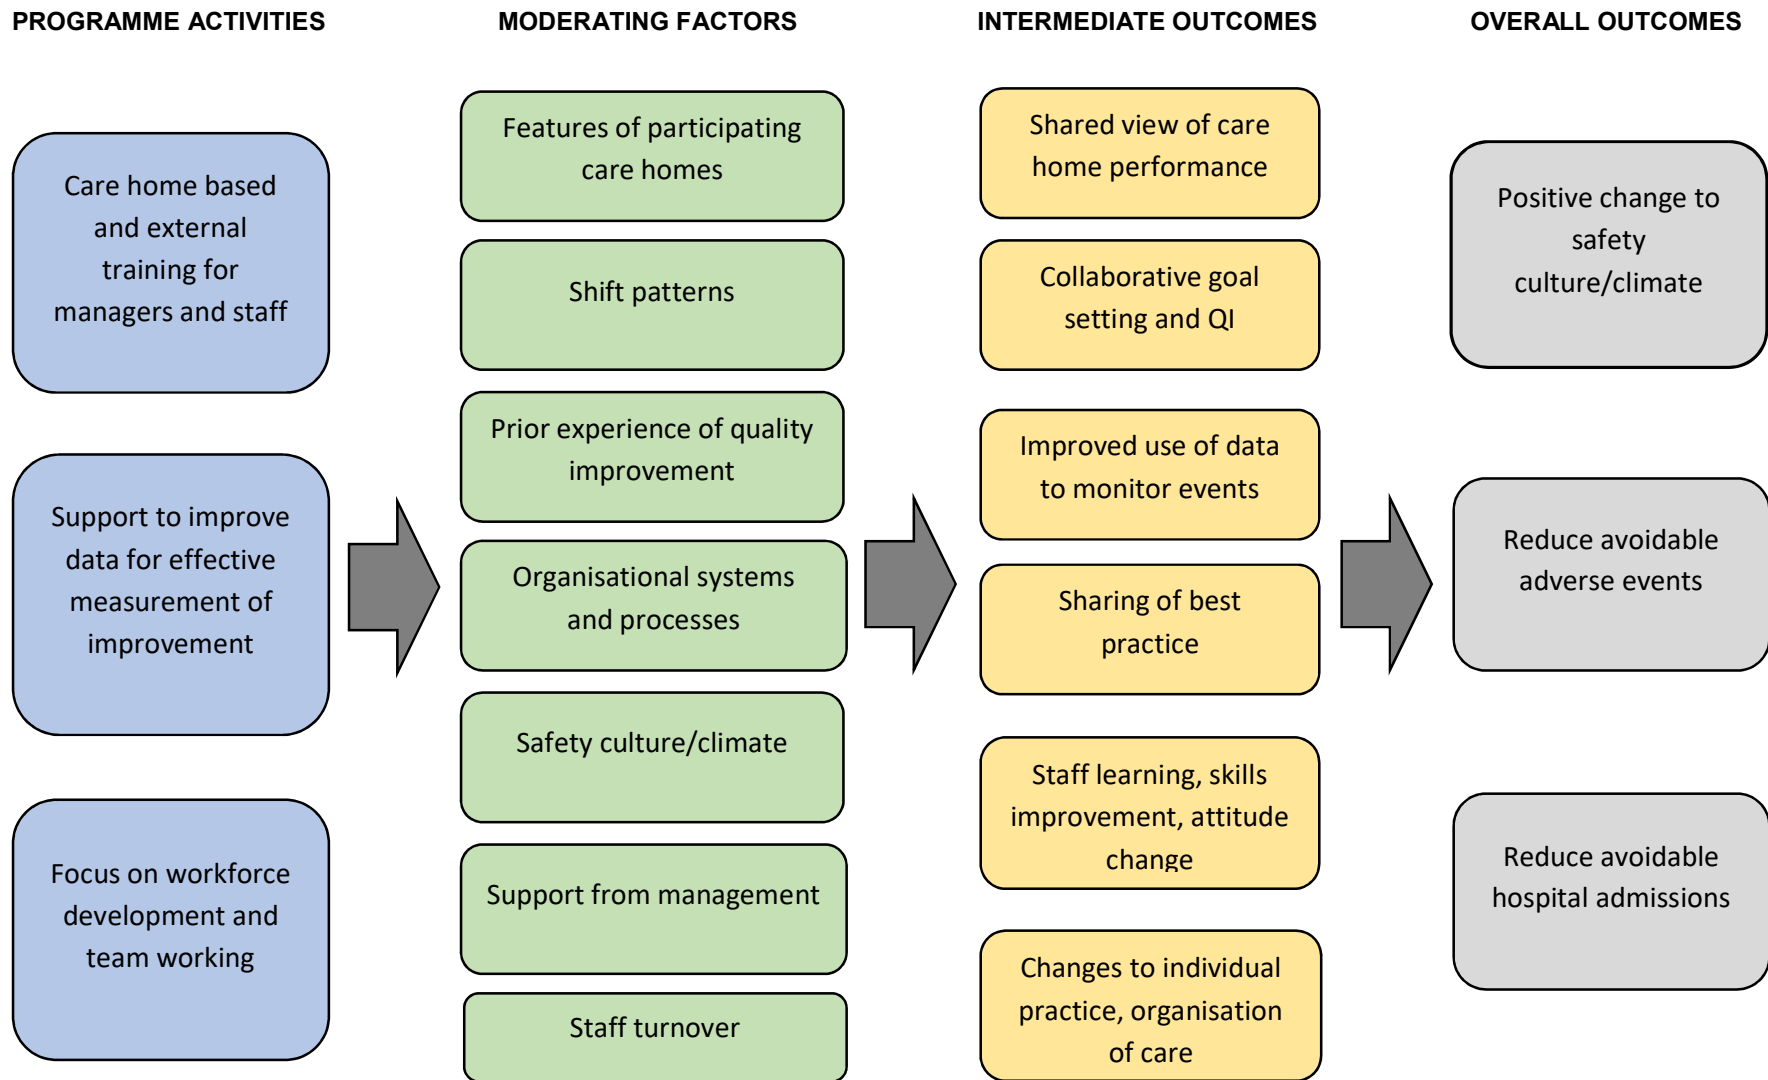 PROGRAMME ACTIVITIES
MODERATING FACTORS
INTERMEDIATE OUTCOMES
OVERALL OUTCOMES
Care home based
and external
training for
managers and staff
Support to improve
data for effective
measurement of
improvement
Focus on workforce
development and
team working
Features of participating
care homes
Shift patterns
Prior experience of quality
improvement
Organisational systems
and processes
Safety culture/climate
Support from management
Staff turnover
Shared view of care
home performance
Collaborative goal
setting and QI
Improved use of data
to monitor events
Sharing of best
practice
Staff learning, skills
improvement, attitude
change
Changes to individual
practice, organisation
of care
Positive change to
safety
culture/climate
Reduce avoidable
adverse events
Reduce avoidable
hospital admissions